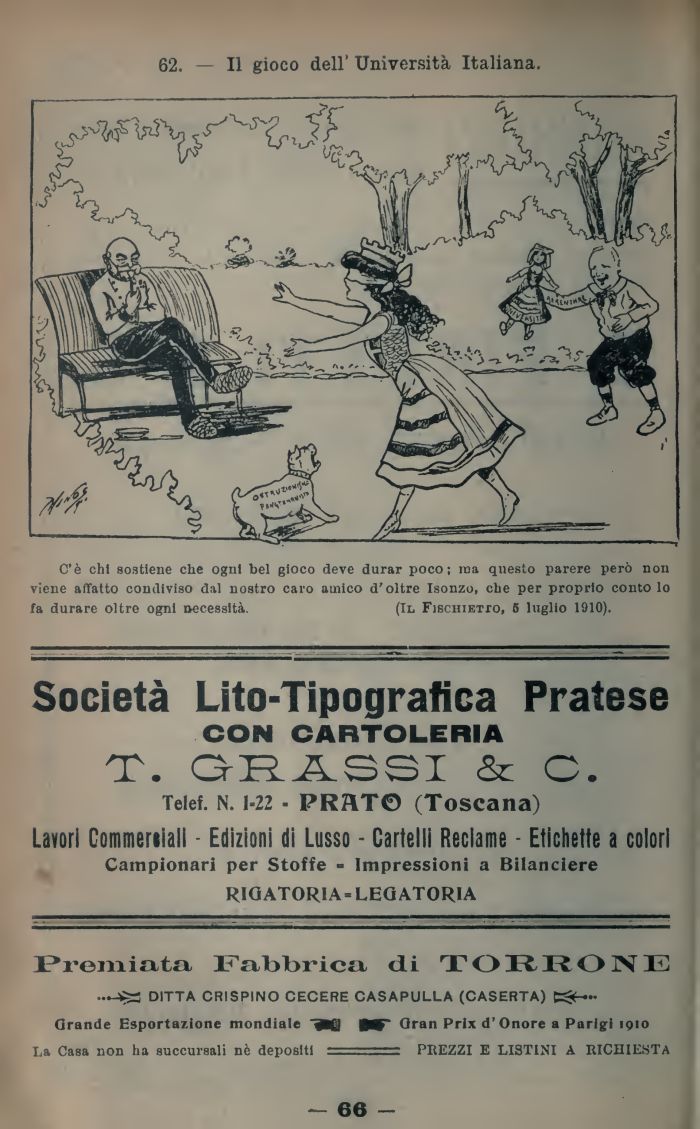 62. — Il gioco dell' Università Italiana.
OSTRUZIONISMO
PANGERMANISTA
UNIVERSITÀ
C'è chi sostiene che ogni bel gioco deve durar poco; ma questo parere però non
viene affatto condiviso dal nostro caro amico d'oltre Isonzo, che per proprio conto lo
fa durare oltre ogni necessità. (IL FISCHIETTO, 5 luglio 1910).
Società Lito-Tipografica Pratese
CON CARTOLERIA
T. GRASSI & C.
Telef. N. 1-22 - PRATO (Toscana)
Lavori Commerciali - Edizioni di Lusso - Cartelli Reclame - Etichette a colori
Campionari per Stoffe - Impressioni a Bilanciere
RIGATORIA-LEGATORIA
Premiata Fabbrica di TORRONE
DITTA CRISPINO CECERE CASAPULLA (CASERTA)
Grande Esportazione mondiale Gran Prix d'Onore a Parigi 1910
La Casa non ha succursali nè depositi PREZZI E LISTINI A RICHIESTA
— 66 —